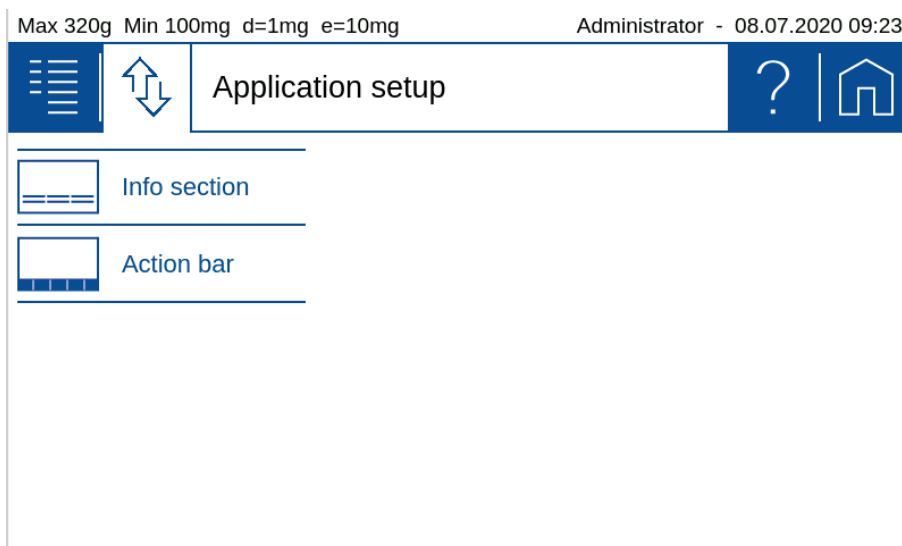 Max 320g Min 100mg d=1mg e=10mg Administrator - 08.07.2020 09:23
Application setup
Info section
Action bar